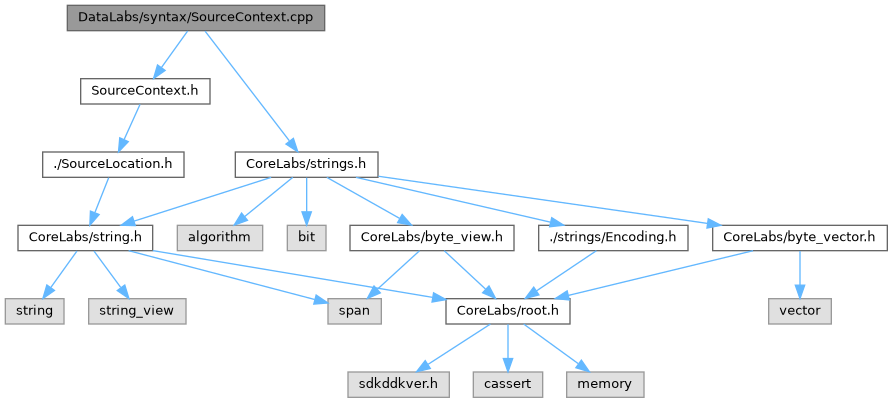 DataLabs/syntax/SourceContext.cpp
SourceContext.h
./SourceLocation.h
CoreLabs/strings.h
CoreLabs/string.h
algorithm
bit
CoreLabs/byte_view.h
./strings/Encoding.h
CoreLabs/byte_vector.h
string
string_view
span
CoreLabs/root.h
vector
sdkddkver.h
cassert
memory